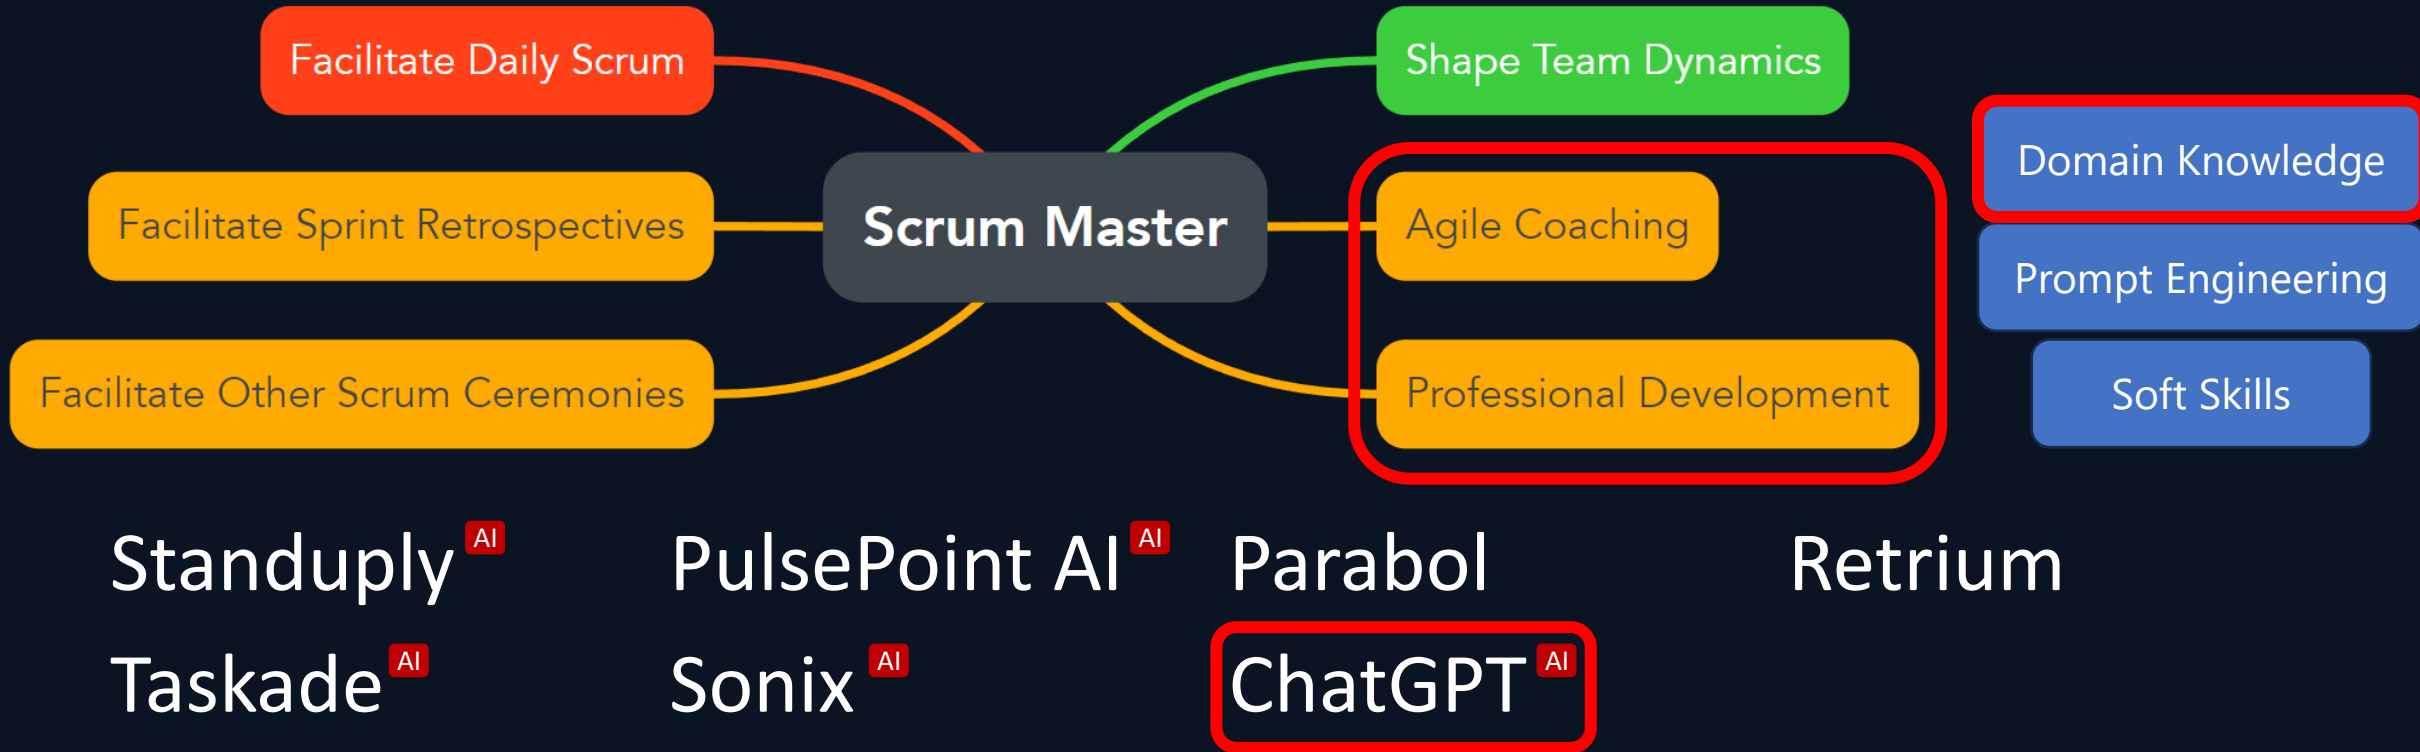 Facilitate Daily Scrum
Shape Team Dynamics
Domain Knowledge
Facilitate Sprint Retrospectives
Scrum Master
Agile Coaching
Prompt Engineering
Facilitate Other Scrum Ceremonies
Professional Development
Soft Skills
Standuply AI
PulsePoint AI AI
Parabol
Retrium
Taskade AI
Sonix AI
ChatGPT AI